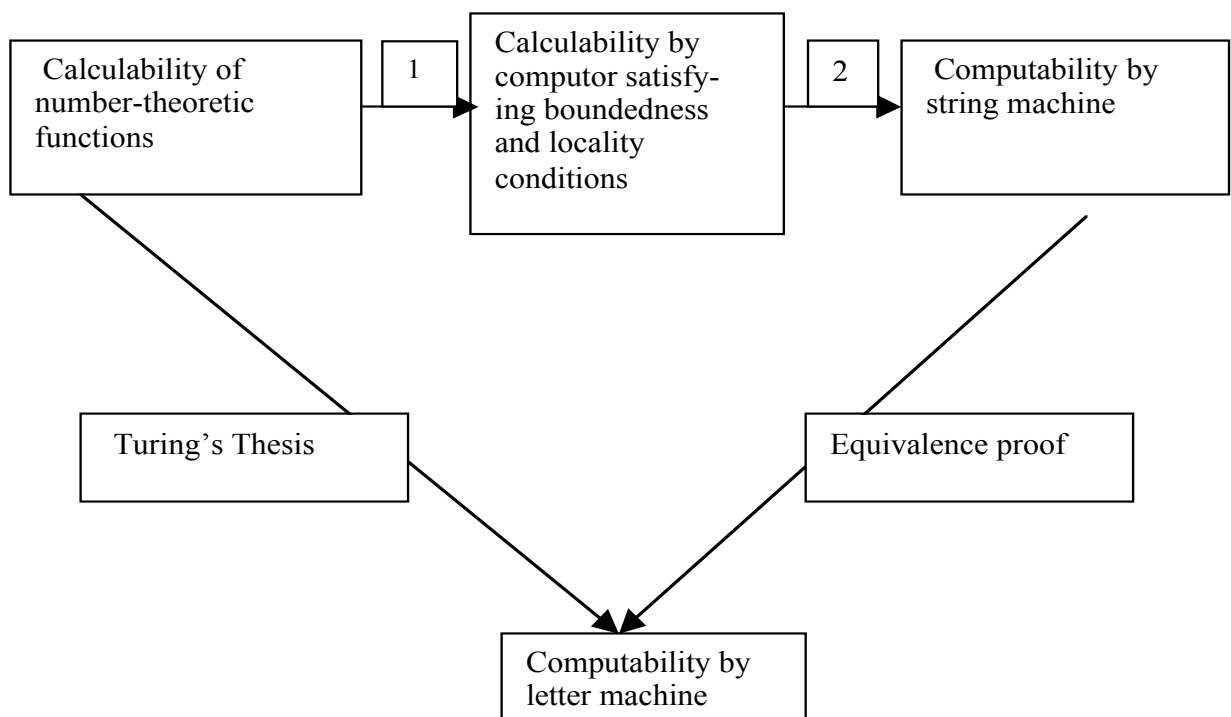 Calculability of
number-theoretic
functions
1
Calculability by
computor satisfy-
ing boundedness
and locality
conditions
2
Computability by
string machine
Turing’s Thesis
Equivalence proof
Computability by
letter machine